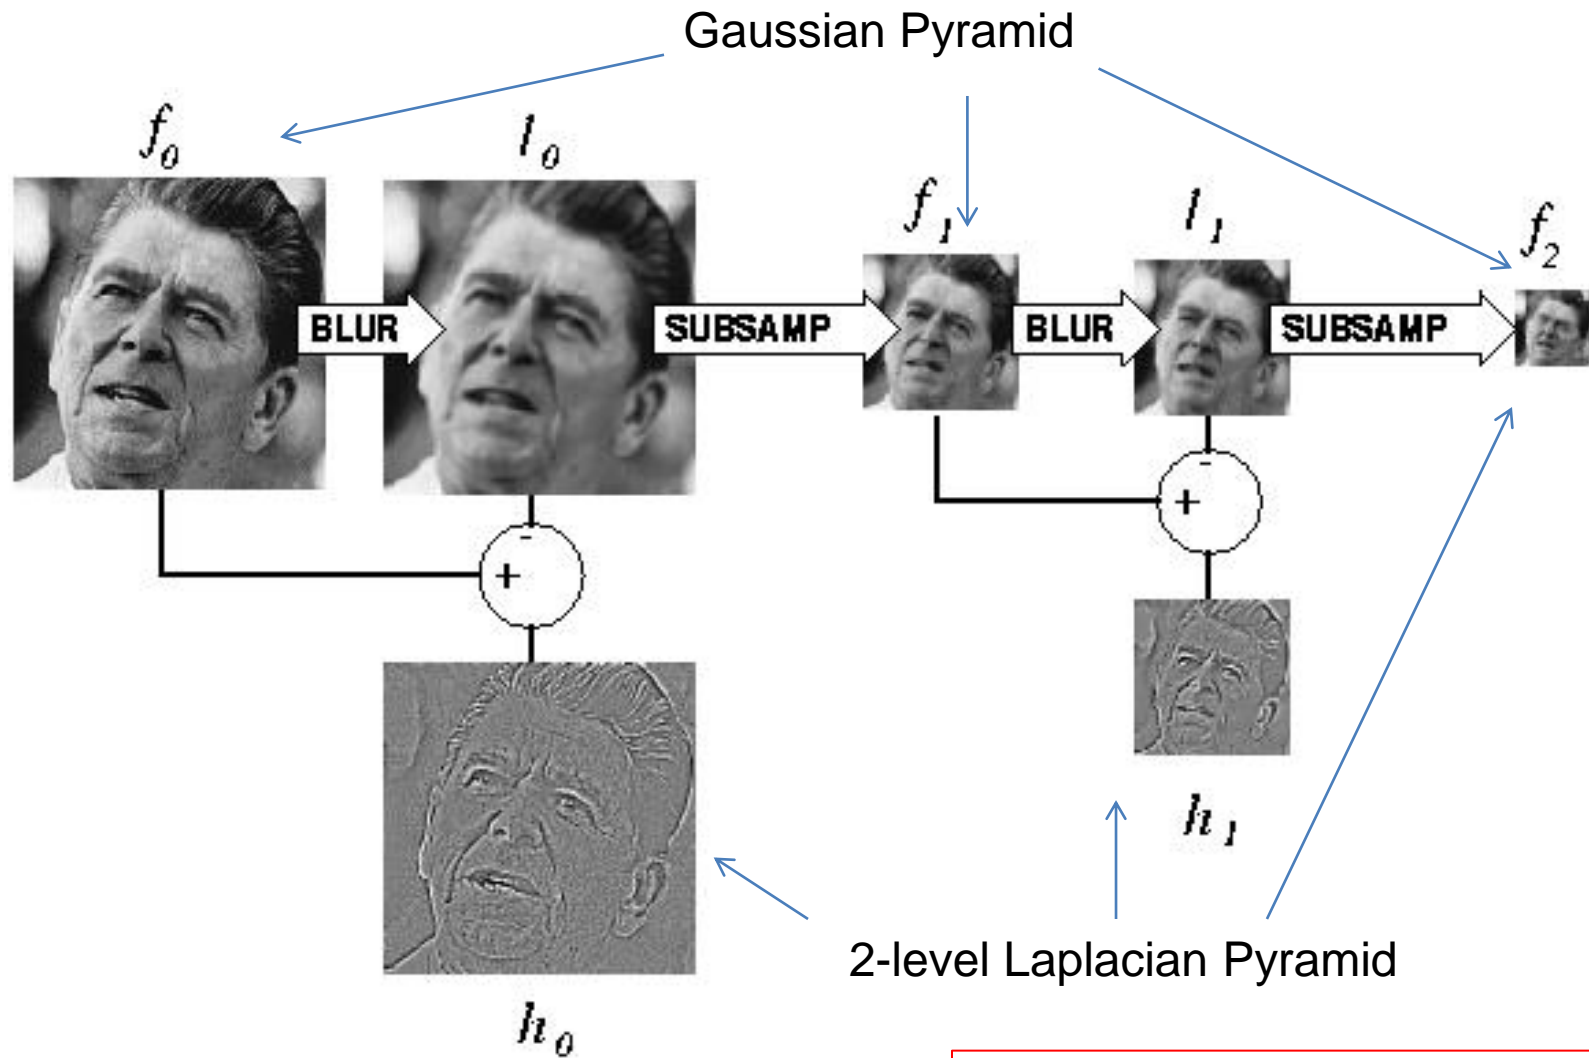 Gaussian Pyramid
f0
l0
f1
l1
f2
BLUR
SUBSAMP
BLUR
SUBSAMP
-
+
-
+
h1
2-level Laplacian Pyramid
h0